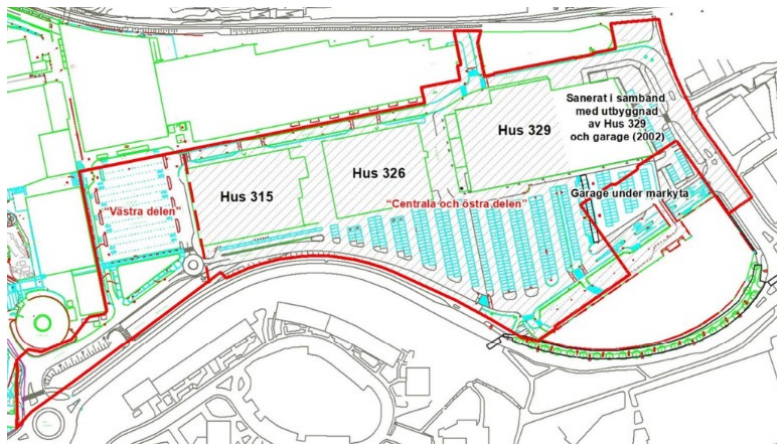 Sanerat i samband
med utbyggnad
av Hus 329
och garage (2002)
Hus 329
Hus 326
Hus 315
Garage under markyta
"Västra delen"
"Centrala och östra delen"